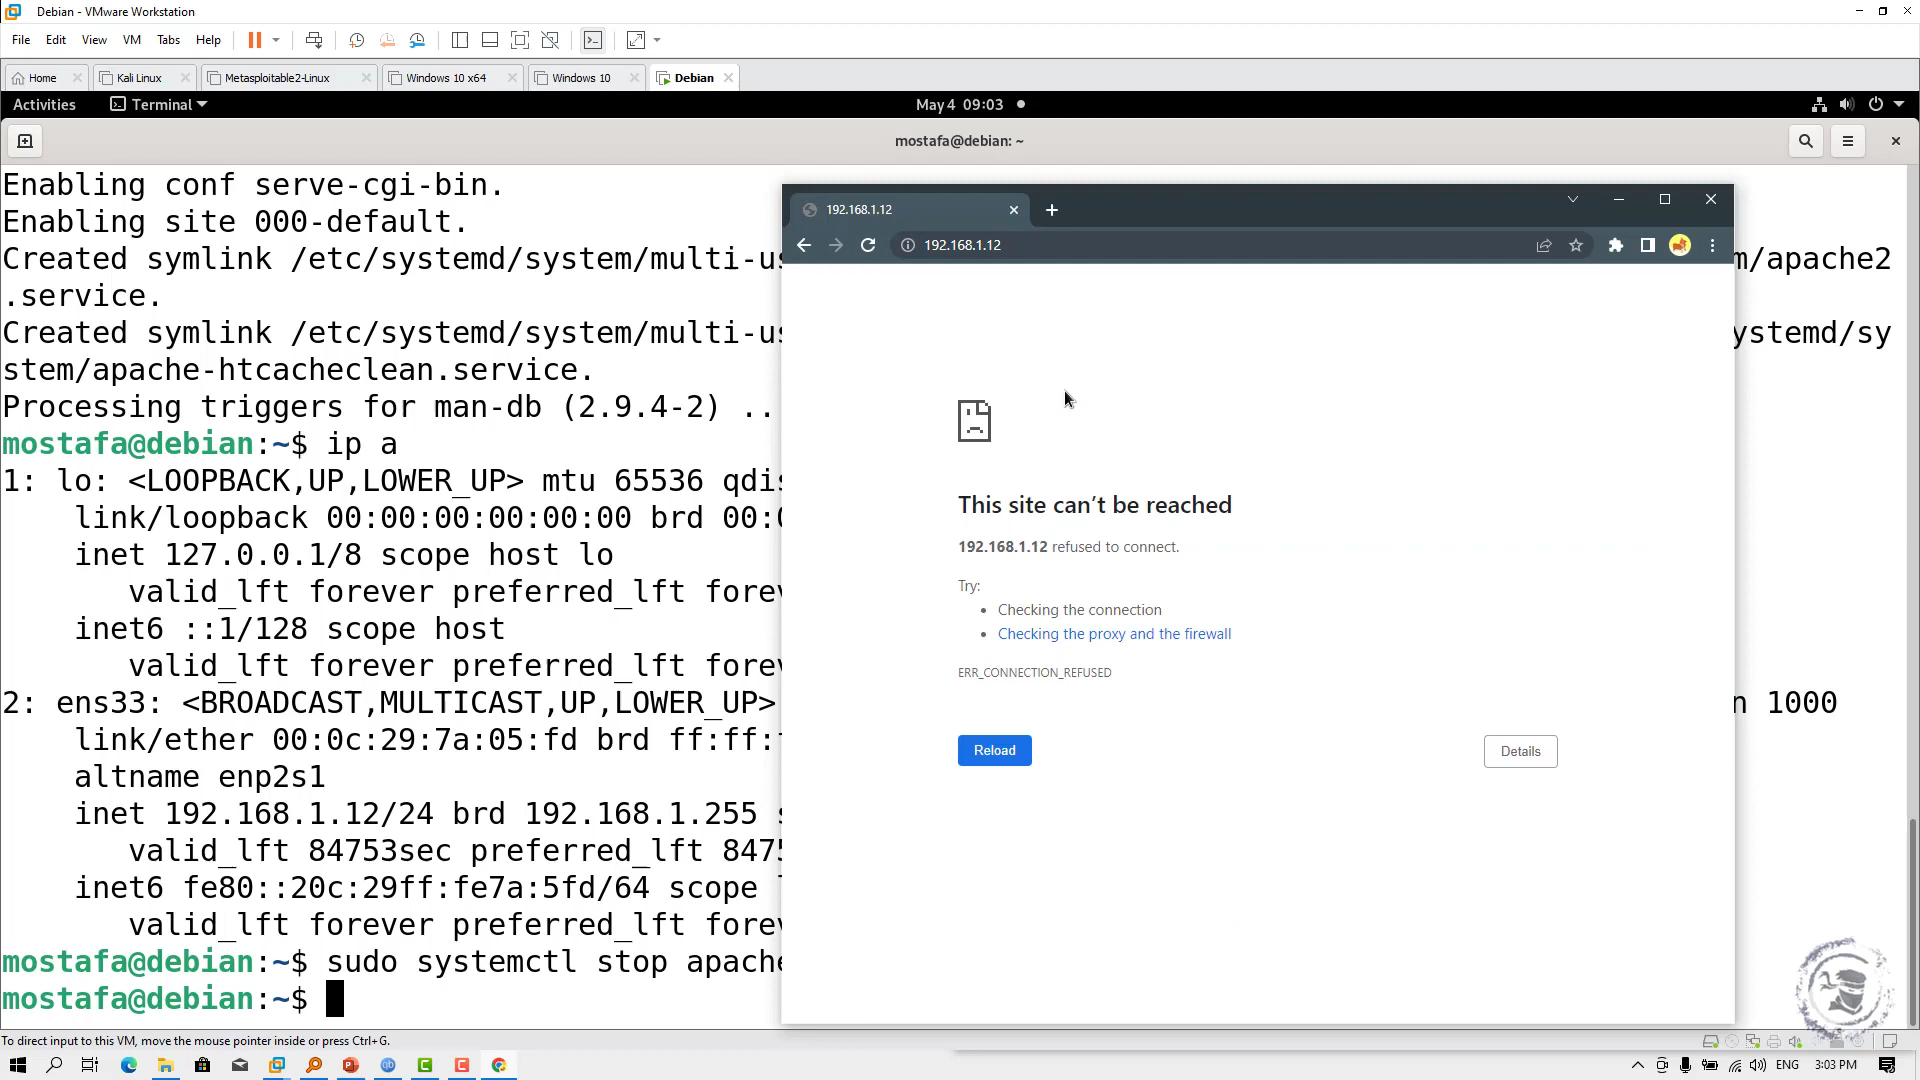 Debian - VMware Workstation
File Edit View VM Tabs Help
Home Kali Linux Metasploitable2-Linux Windows 10 x64 Windows 10 Debian
Activities Terminal May 4 09:03
mostafa@debian: ~
Enabling conf serve-cgi-bin.
Enabling site 000-default.
Created symlink /etc/systemd/system/multi-us
m/apache2
.service.
Created symlink /etc/systemd/system/multi-us
ystemd/sy
stem/apache-htcacheclean.service.
Processing triggers for man-db (2.9.4-2) ..
mostafa@debian:~$ ip a
1: lo: <LOOPBACK,UP,LOWER_UP> mtu 65536 qdis
link/loopback 00:00:00:00:00:00 brd 00:0
inet 127.0.0.1/8 scope host lo
valid_lft forever preferred_lft forev
inet6 ::1/128 scope host
valid_lft forever preferred_lft forev
2: ens33: <BROADCAST,MULTICAST,UP,LOWER_UP>
n 1000
link/ether 00:0c:29:7a:05:fd brd ff:ff:
altname enp2s1
inet 192.168.1.12/24 brd 192.168.1.255 s
valid_lft 84753sec preferred_lft 8475
inet6 fe80::20c:29ff:fe7a:5fd/64 scope l
valid_lft forever preferred_lft forev
mostafa@debian:~$ sudo systemctl stop apache
mostafa@debian:~$
192.168.1.12
192.168.1.12
This site can’t be reached
192.168.1.12 refused to connect.
Try:
• Checking the connection
• Checking the proxy and the firewall
ERR_CONNECTION_REFUSED
Reload
Details
To direct input to this VM, move the mouse pointer inside or press Ctrl+G.
ENG 3:03 PM